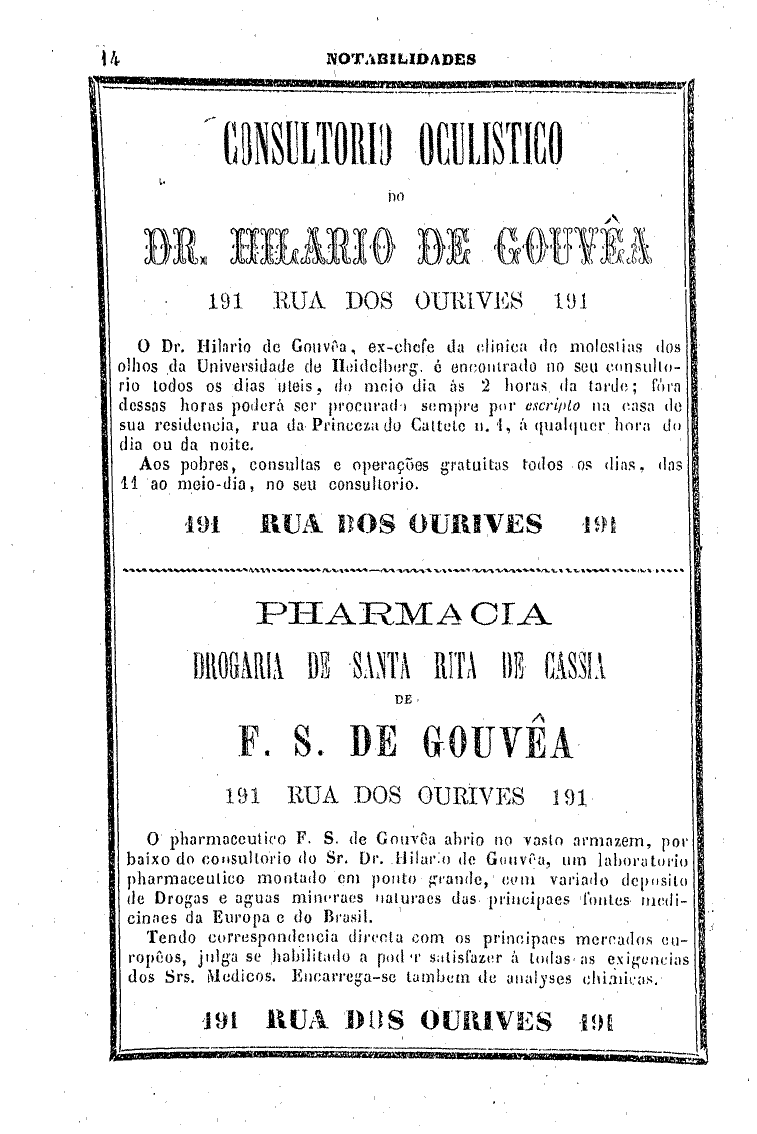 14 NOTABILIDADES
CONSULTORIO OCULISTICO
DO
DR. HILARIO DE GOUVÊA
191 RUA DOS OURIVES 191
O Dr. Hilario de Gouvêa, ex-chefe da clinica de molestias dos
olhos da Universidade de Heidelberg, é encontrado no seu consulto-
rio todos os dias uteis, do meio dia ás 2 horas da tarde; fóra
dessas horas poderá ser procurado sempre por escripto na casa de
sua residencia, rua da Princeza do Cattete n. 1, á qualquer hora do
dia ou da noite.
Aos pobres, consultas e operações gratuitas todos os dias, das
11 ao meio-dia, no seu consultorio.
191 RUA DOS OURIVES 191
PHARMACIA
DROGARIA DE SANTA RITA DE CASSIA
DE
F. S. DE GOUVÊA
191 RUA DOS OURIVES 191
O pharmaceutico F. S. de Gouvêa abrio no vasto armazem, por
baixo do consultorio do Sr. Dr. Hilario de Gouvêa, um laboratorio
pharmaceutico montado em ponto grande, com variado deposito
de Drogas e aguas mineraes naturaes das principaes fontes medi-
cinaes da Europa e do Brasil.
Tendo correspondencia directa com os principaes mercados eu-
ropêos, julga se habilitado a poder satisfazer á todas as exigencias
dos Srs. Medicos. Encarrega-se tambem de analyses chimicas.
191 RUA DOS OURIVES 191